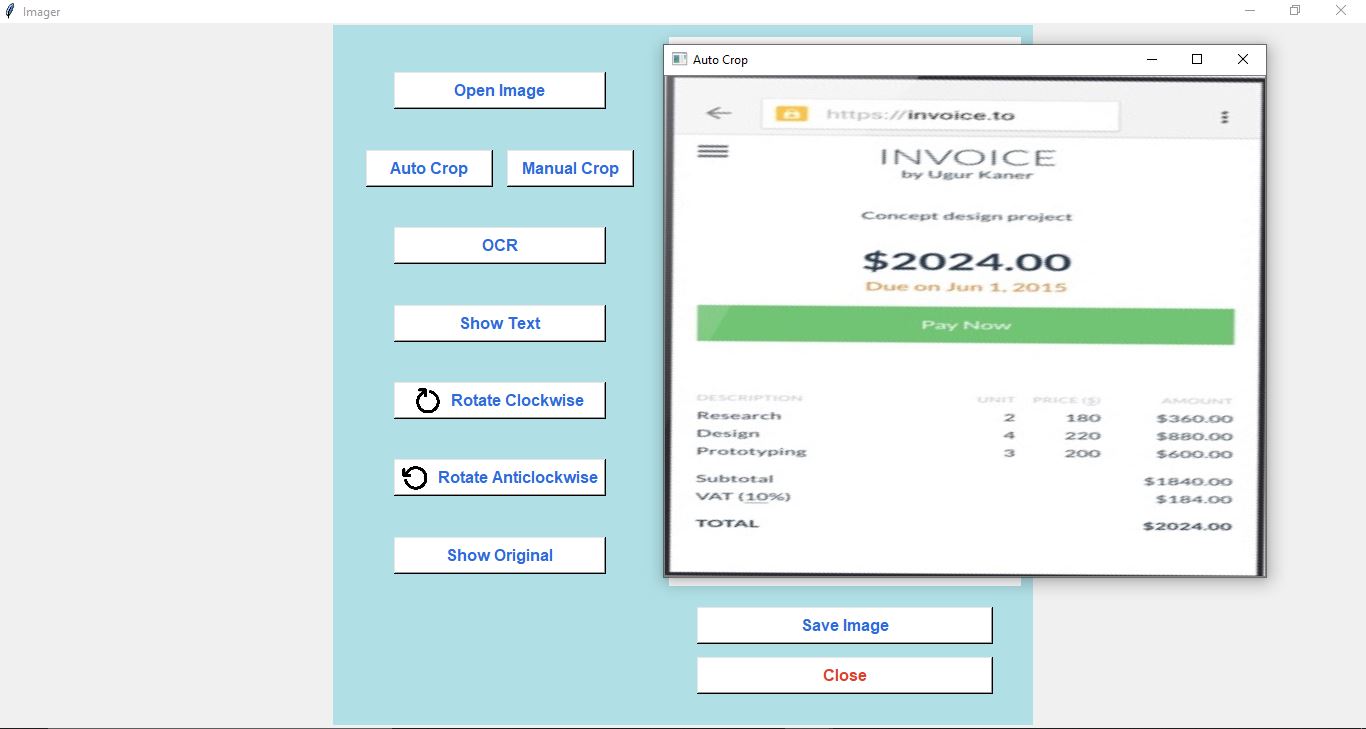 Imager
Open Image
Auto Crop
Manual Crop
OCR
Show Text
Rotate Clockwise
Rotate Anticlockwise
Show Original
Auto Crop
https://invoice.to
INVOICE
by Ugur Kaner
Concept design project
$2024.00
Due on Jun 1, 2015
Pay Now
DESCRIPTION UNIT PRICE ($) AMOUNT
Research 2 180 $360.00
Design 4 220 $880.00
Prototyping 3 200 $600.00
Subtotal $1840.00
VAT (10%) $184.00
TOTAL $2024.00
Save Image
Close